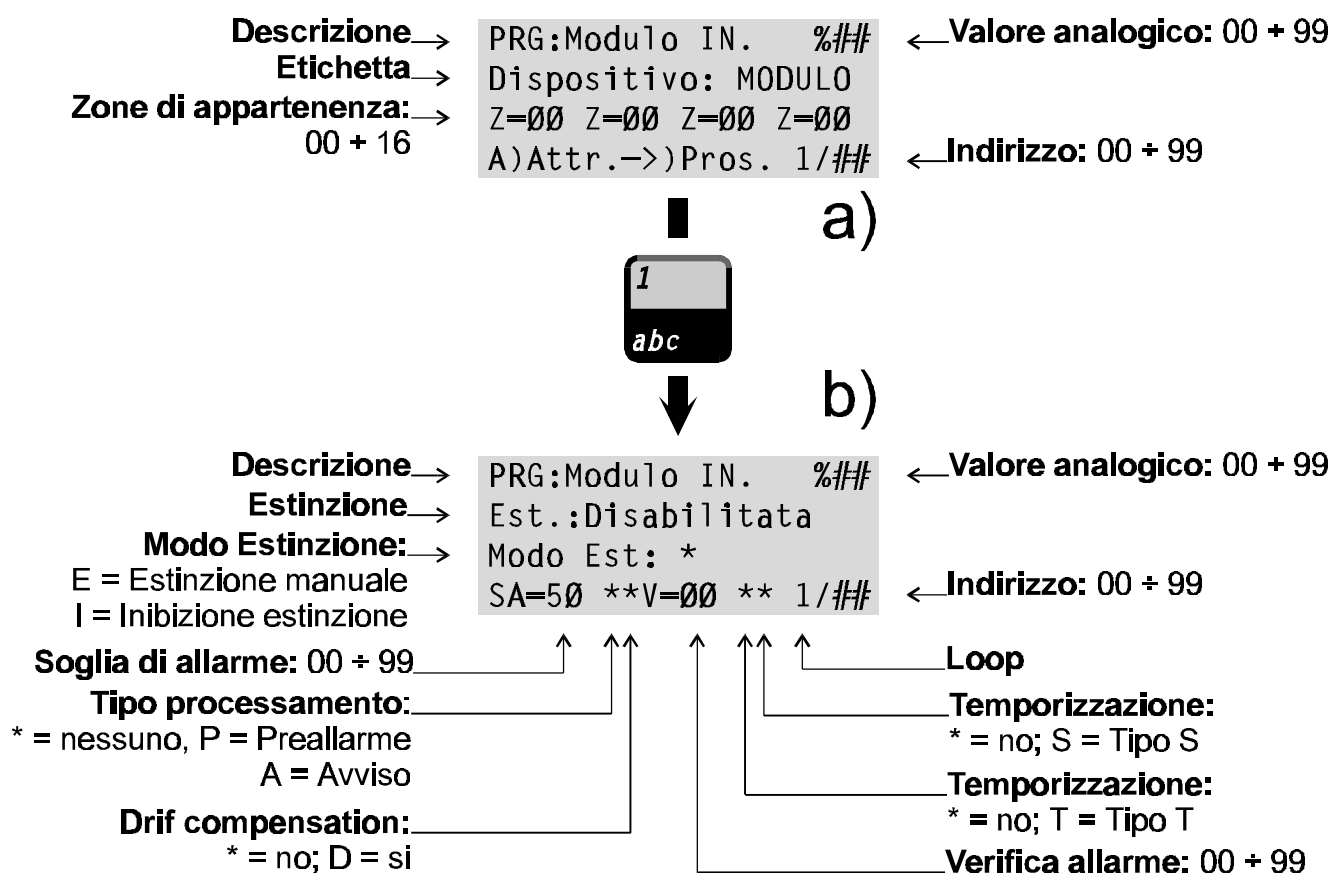 Descrizione
Etichetta
Zone di appartenenza:
00 ÷ 16
PRG:Modulo IN. %##
Dispositivo: MODULO
Z=00 Z=00 Z=00 Z=00
A)Attr.->)Pros. 1/##
Valore analogico: 00 ÷ 99
Indirizzo: 00 ÷ 99
a)
1
abc
b)
Descrizione
Estinzione
Modo Estinzione:
E = Estinzione manuale
I = Inibizione estinzione
PRG:Modulo IN. %##
Est.:Disabilitata
Modo Est: *
SA=50 **V=00 ** 1/##
Valore analogico: 00 ÷ 99
Indirizzo: 00 ÷ 99
Soglia di allarme: 00 ÷ 99
Tipo processamento:
* = nessuno, P = Preallarme
A = Avviso
Drif compensation:
* = no; D = si
Loop
Temporizzazione:
* = no; S = Tipo S
Temporizzazione:
* = no; T = Tipo T
Verifica allarme: 00 ÷ 99